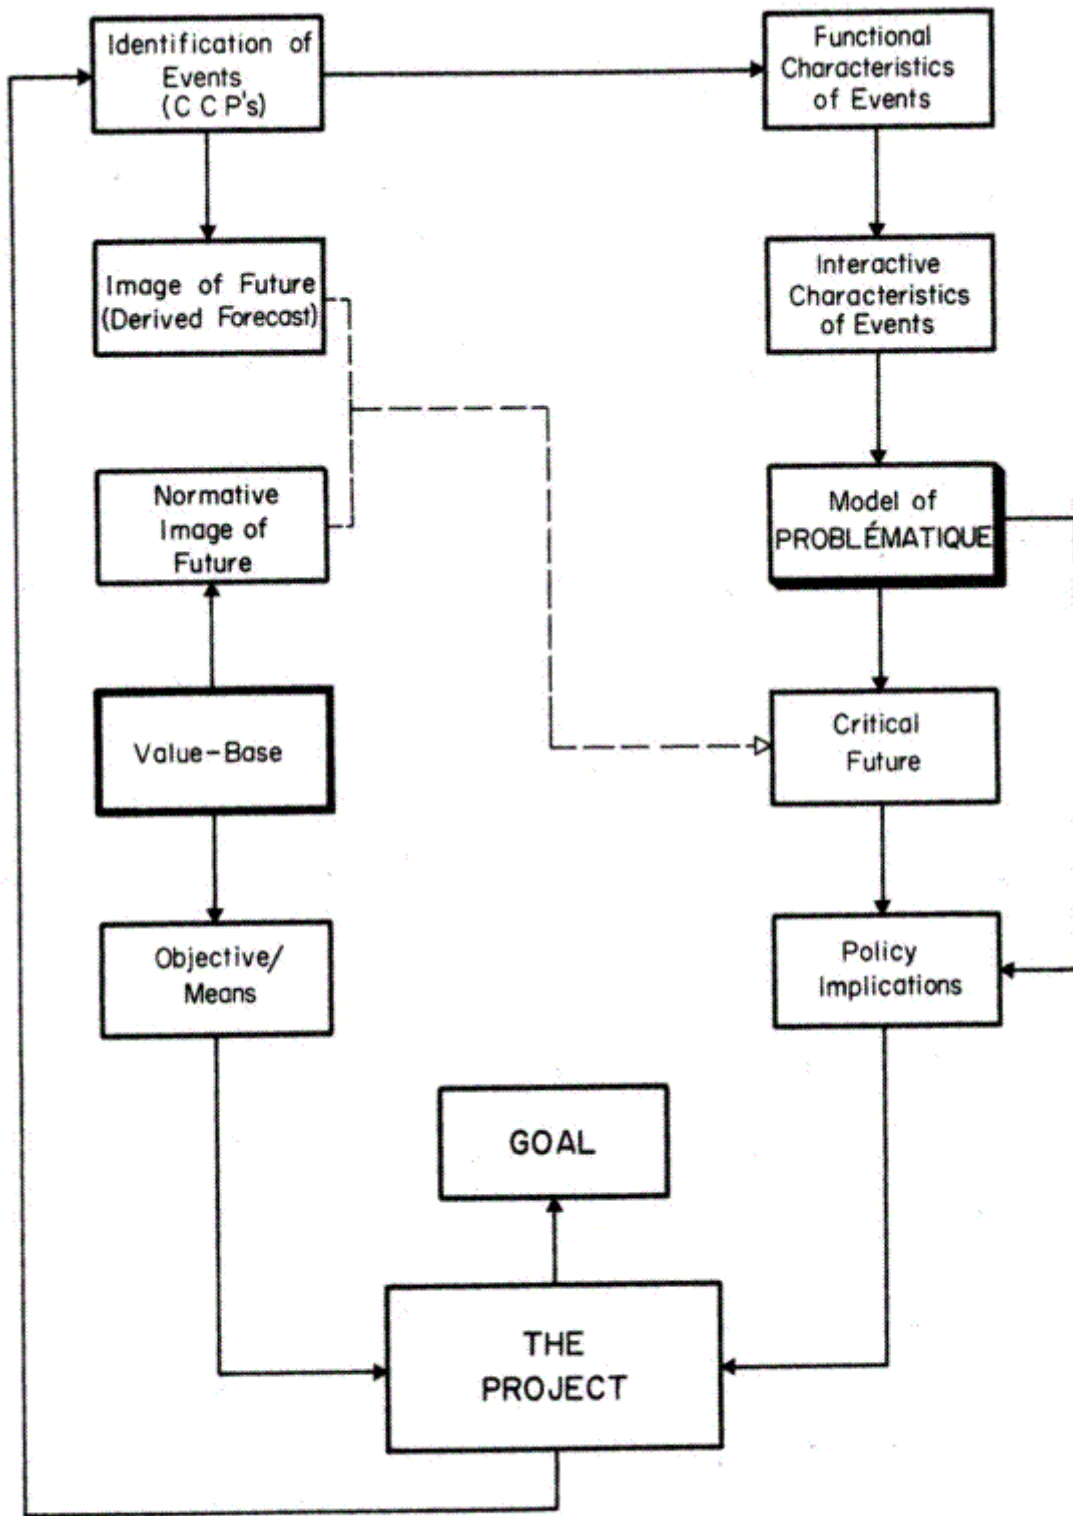 Identification of
Events
(C C P's)
Functional
Characteristics
of Events
Image of Future
(Derived Forecast)
Interactive
Characteristics
of Events
Normative
Image of
Future
Model of
PROBLÉMATIQUE
Value-Base
Critical
Future
Objective/
Means
Policy
Implications
GOAL
THE
PROJECT